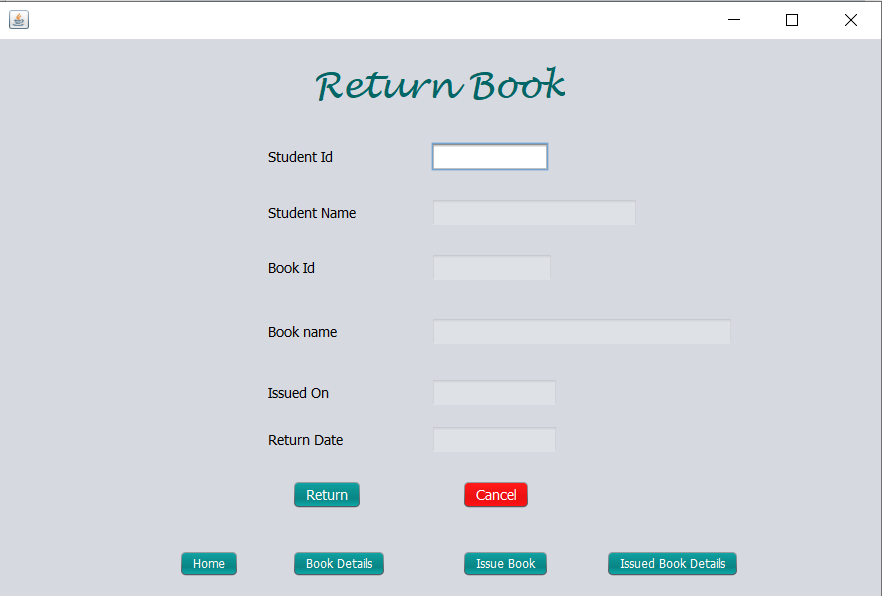 Return Book
Student Id
Student Name
Book Id
Book name
Issued On
Return Date
Return Cancel
Home Book Details Issue Book Issued Book Details